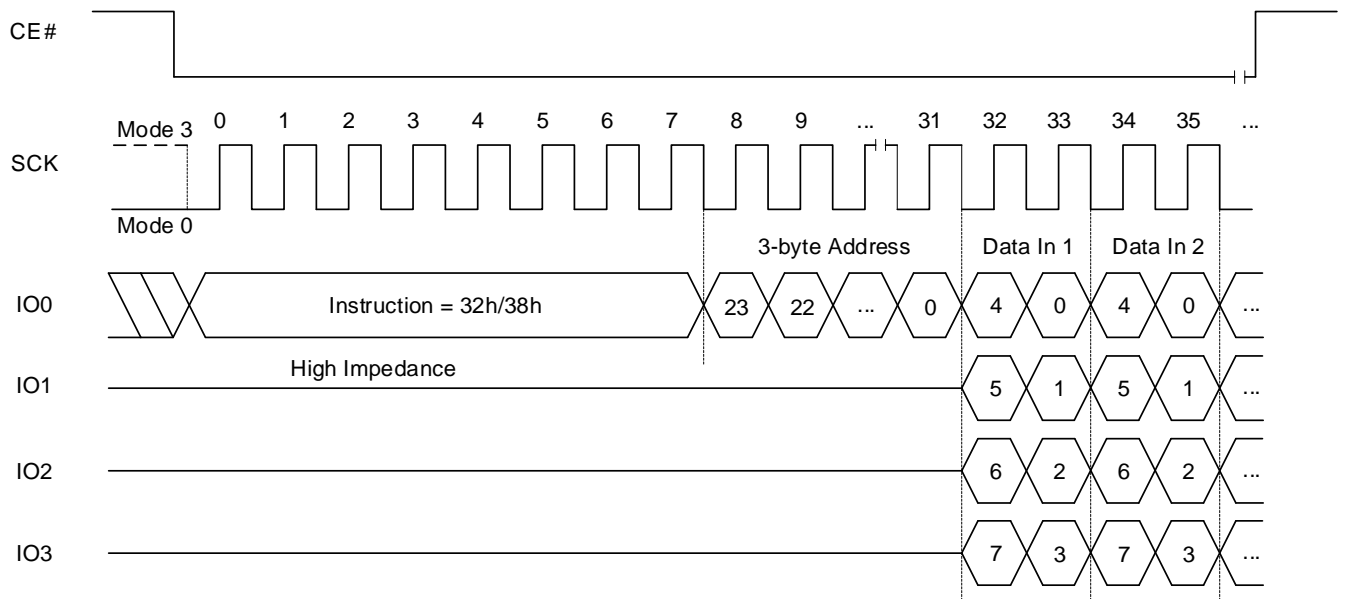 CE#
Mode 3 0 1 2 3 4 5 6 7 8 9 ... 31 32 33 34 35 ...
SCK
Mode 0
3-byte Address Data In 1 Data In 2
IO0 Instruction = 32h/38h 23 22 ... 0 4 0 4 0 ...
High Impedance
IO1 5 1 5 1 ...
IO2 6 2 6 2 ...
IO3 7 3 7 3 ...